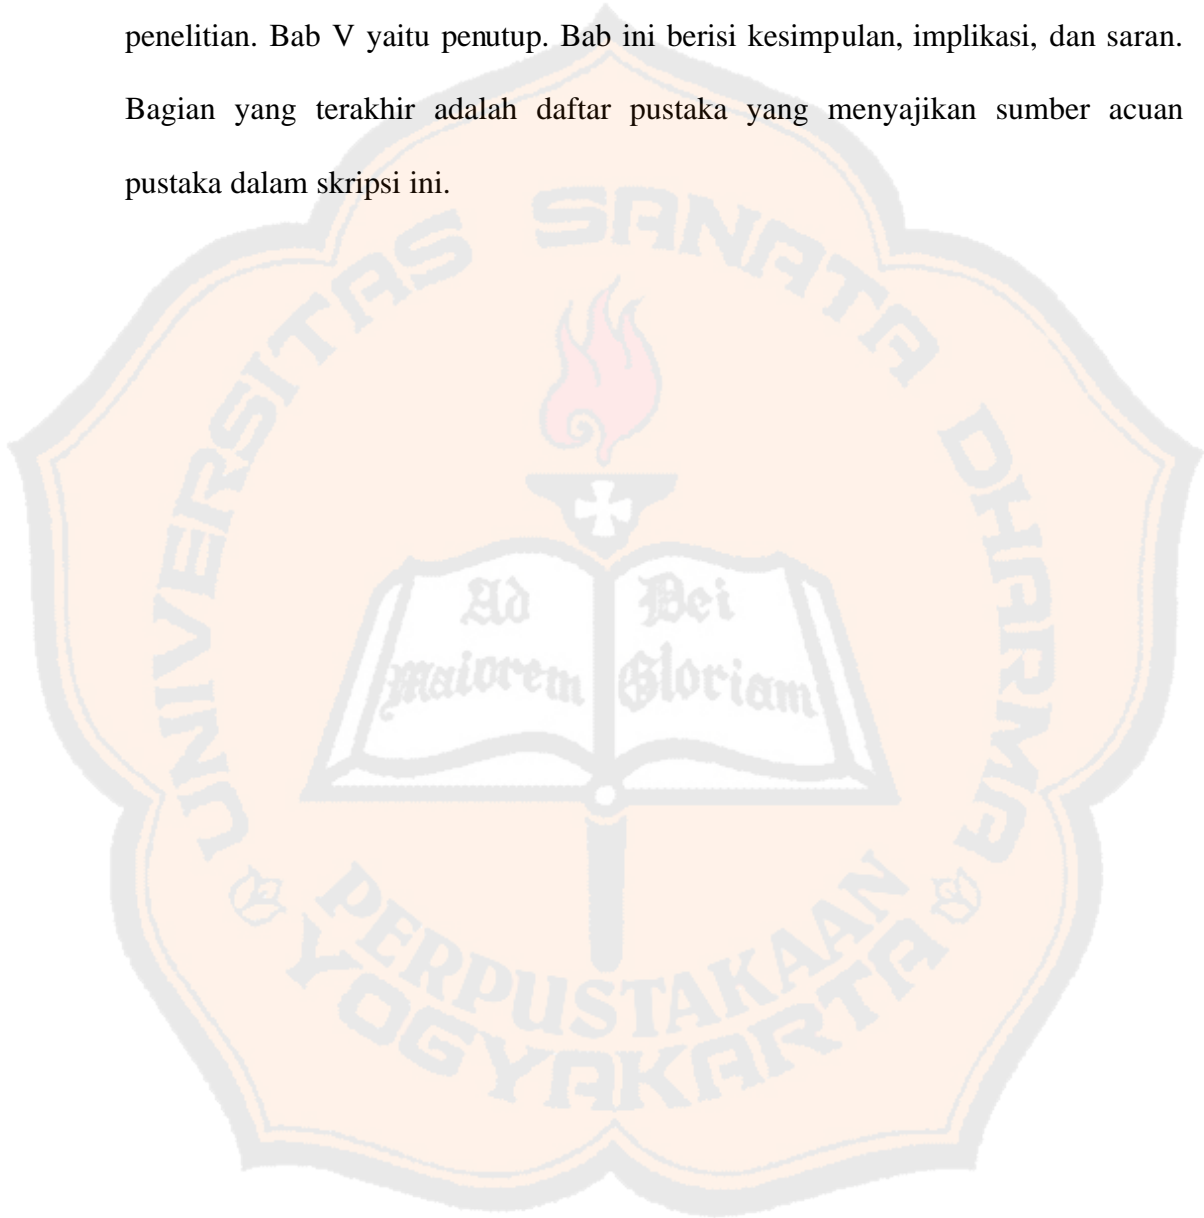 penelitian. Bab V yaitu penutup. Bab ini berisi kesimpulan, implikasi, dan saran.
Bagian yang terakhir adalah daftar pustaka yang menyajikan sumber acuan
pustaka dalam skripsi ini.
UNIVERSITAS SANATA DHARMA
Ad Dei
maiorem Gloriam
PERPUSTAKAAN
YOGYAKARTA